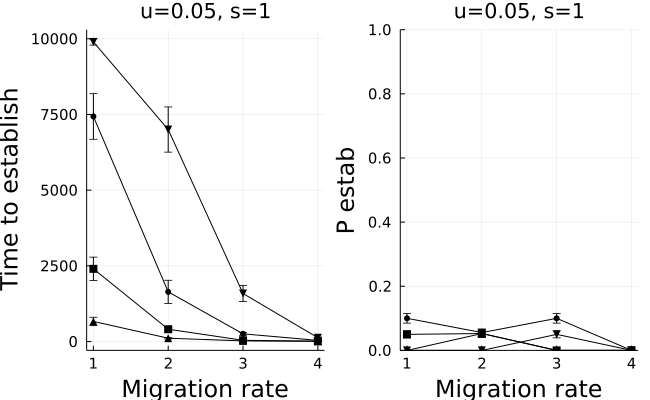 u=0.05, s=1
Time to establish
10000
7500
5000
2500
0
1 2 3 4
Migration rate
u=0.05, s=1
P estab
1.0
0.8
0.6
0.4
0.2
0.0
1 2 3 4
Migration rate